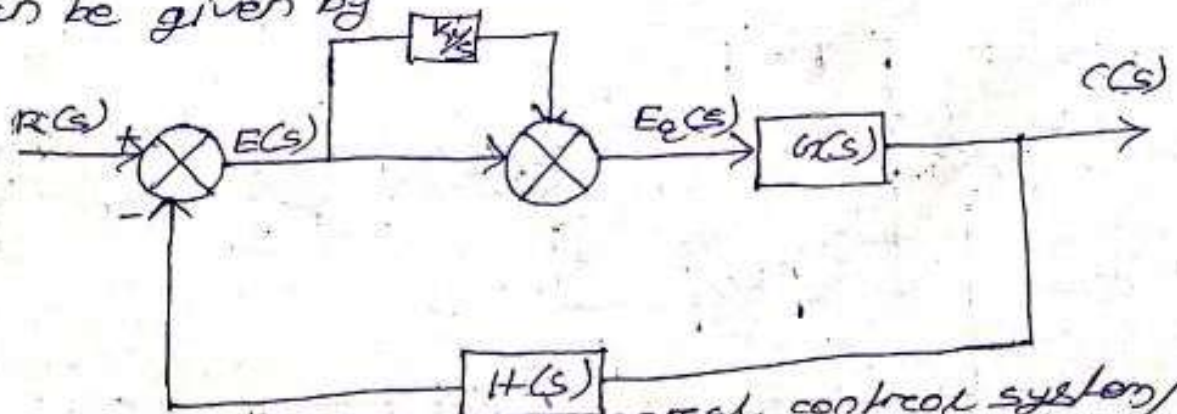 be given by
Ki/s
R(s) + E(s) Ea(s) G(s) C(s)
-
H(s)
control system